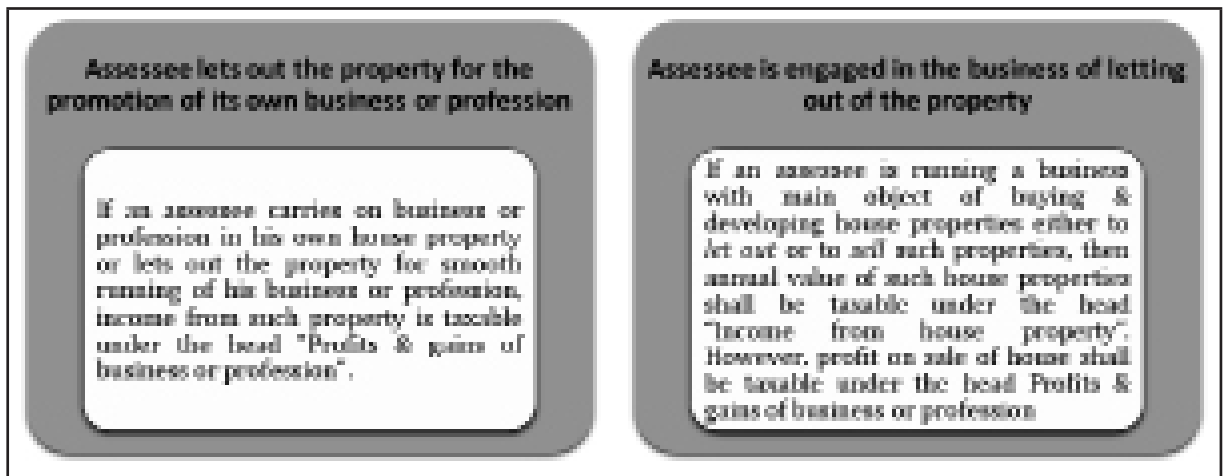 Assessee lets out the property for the
promotion of its own business or profession
If an assessee carries on business or
profession in his own house property
or lets out the property for smooth
running of his business or profession,
income from such property is taxable
under the head "Profits & gains of
business or profession".
Assessee is engaged in the business of letting
out of the property
If an assessee is running a business
with main object of buying &
developing house properties either to
let out or to sell such properties, then
annual value of such house properties
shall be taxable under the head
"Income from house property".
However, profit on sale of house shall
be taxable under the head Profits &
gains of business or profession